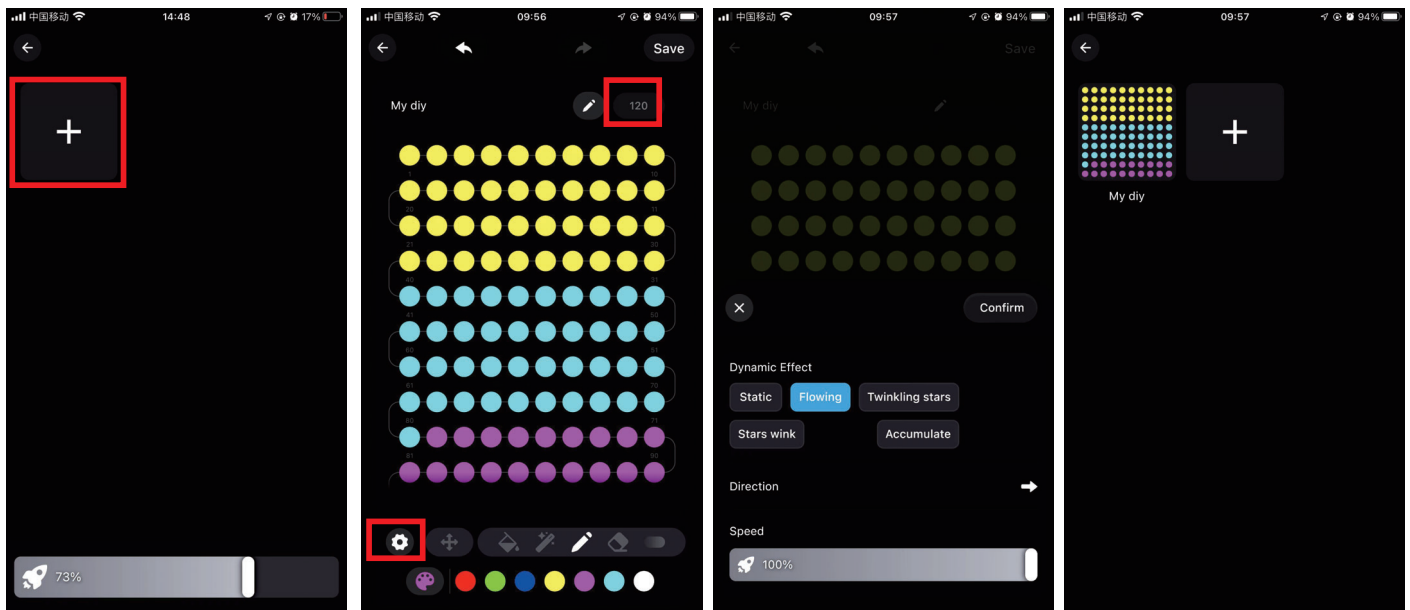 中国移动 14:48 17%
73%
中国移动 09:56 94%
Save
My diy 120
1 10
20 11
21 30
40 31
41 50
60 51
61 70
80 71
81 90
中国移动 09:57 94%
Save
My diy
Confirm
Dynamic Effect
Static Flowing Twinkling stars
Stars wink Accumulate
Direction
Speed
100%
中国移动 09:57 94%
My diy